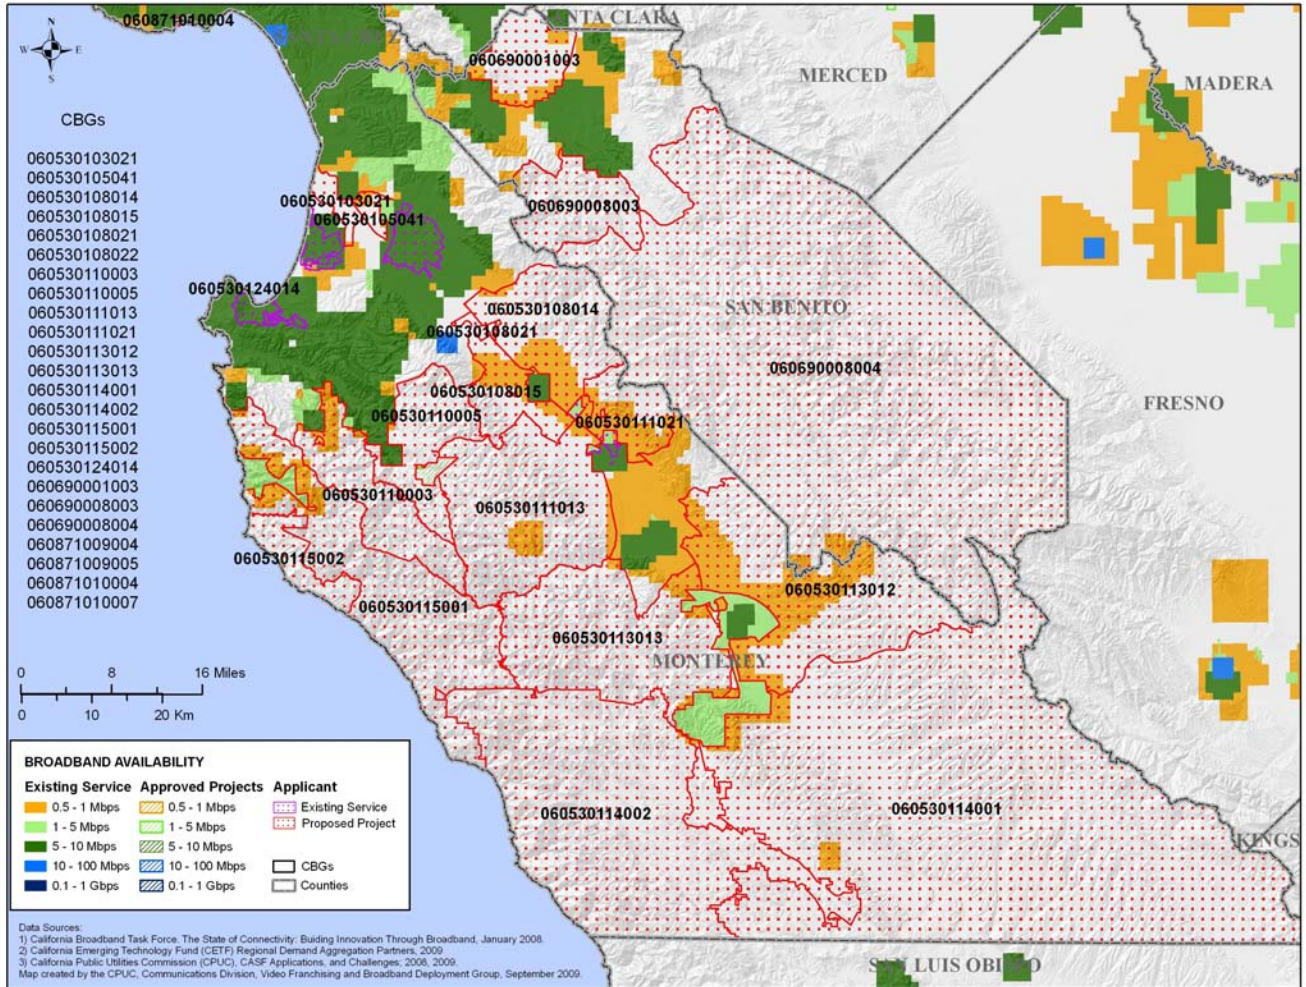 060871010004
SANTA CLARA
SANTA CRUZ
N
W E
S
060690001003
MERCED
MADERA
CBGs
060530103021
060530105041
060530108014
060530108015
060530108021
060530108022
060530110003
060530110005
060530111013
060530111021
060530113012
060530113013
060530114001
060530114002
060530115001
060530115002
060530124014
060690001003
060690008003
060690008004
060871009004
060871009005
060871010004
060871010007
060530103021
060690008003
060530105041
060530124014
060530108014
SAN BENITO
060530108021
060690008004
060530108015
FRESNO
060530110005
060530111021
060530110003
060530111013
060530115002
060530113012
060530115001
060530113013
MONTEREY
060530114002
060530114001
KINGS
SAN LUIS OBISPO
0 8 16 Miles
0 10 20 Km
BROADBAND AVAILABILITY
Existing Service Approved Projects Applicant
0.5 - 1 Mbps 0.5 - 1 Mbps Existing Service
1 - 5 Mbps 1 - 5 Mbps Proposed Project
5 - 10 Mbps 5 - 10 Mbps
10 - 100 Mbps 10 - 100 Mbps CBGs
0.1 - 1 Gbps 0.1 - 1 Gbps Counties
Data Sources:
1) California Broadband Task Force. The State of Connectivity: Buiding Innovation Through Broadband, January 2008.
2) California Emerging Technology Fund (CETF) Regional Demand Aggregation Partners, 2009
3) California Public Utilities Commission (CPUC), CASF Applications, and Challenges; 2008, 2009.
Map created by the CPUC, Communications Division, Video Franchising and Broadband Deployment Group, September 2009.